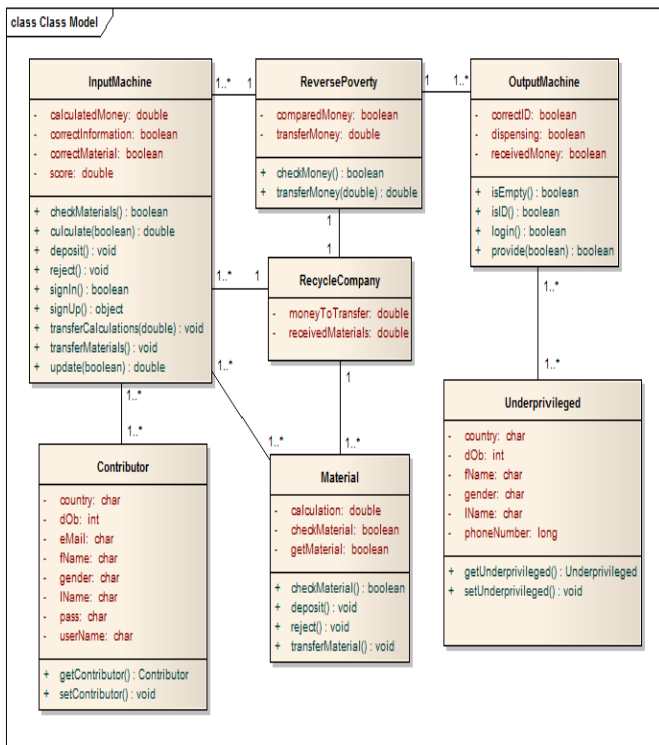 class Class Model
InputMachine
- calculatedMoney: double
- correctInformation: boolean
- correctMaterial: boolean
- score: double
+ checkMaterials() : boolean
+ culculate(boolean) : double
+ deposit() : void
+ reject() : void
+ signIn() : boolean
+ signUp() : object
+ transferCalculations(double) : void
+ transferMaterials() : void
+ update(boolean) : double
1..*
1
ReversePoverty
- comparedMoney: boolean
- transferMoney: double
+ checkMoney() : boolean
+ transferMoney(double) : double
1
1..*
OutputMachine
- correctID: boolean
- dispensing: boolean
- receivedMoney: boolean
+ isEmpty() : boolean
+ isID() : boolean
+ login() : boolean
+ provide(boolean) : boolean
1
1
1..*
1
RecycleCompany
- moneyToTransfer: double
- receivedMaterials: double
1..*
1..*
1..*
1
1..*
1..*
1..*
1..*
Underprivileged
- country: char
- dOb: int
- fName: char
- gender: char
- lName: char
- phoneNumber: long
+ getUnderprivileged() : Underprivileged
+ setUnderprivileged() : void
Contributor
- country: char
- dOb: int
- eMail: char
- fName: char
- gender: char
- lName: char
- pass: char
- userName: char
+ getContributor() : Contributor
+ setContributor() : void
Material
- calculation: double
- checkMaterial: boolean
- getMaterial: boolean
+ checkMaterial() : boolean
+ deposit() : void
+ reject() : void
+ transferMaterial() : void